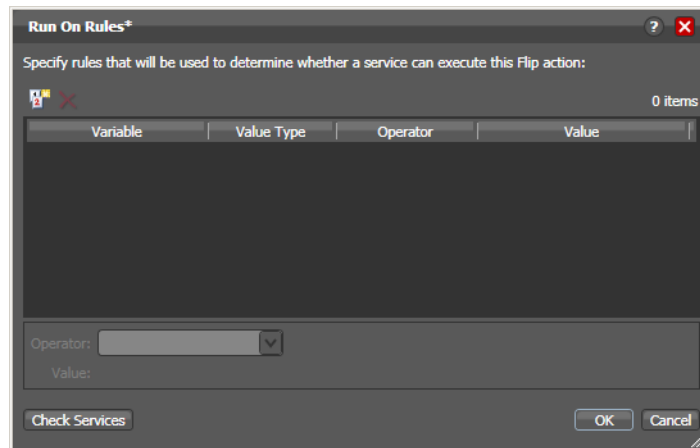 Run On Rules*
?
Specify rules that will be used to determine whether a service can execute this Flip action:
0 items
Variable Value Type Operator Value
Operator:
Value:
Check Services OK Cancel